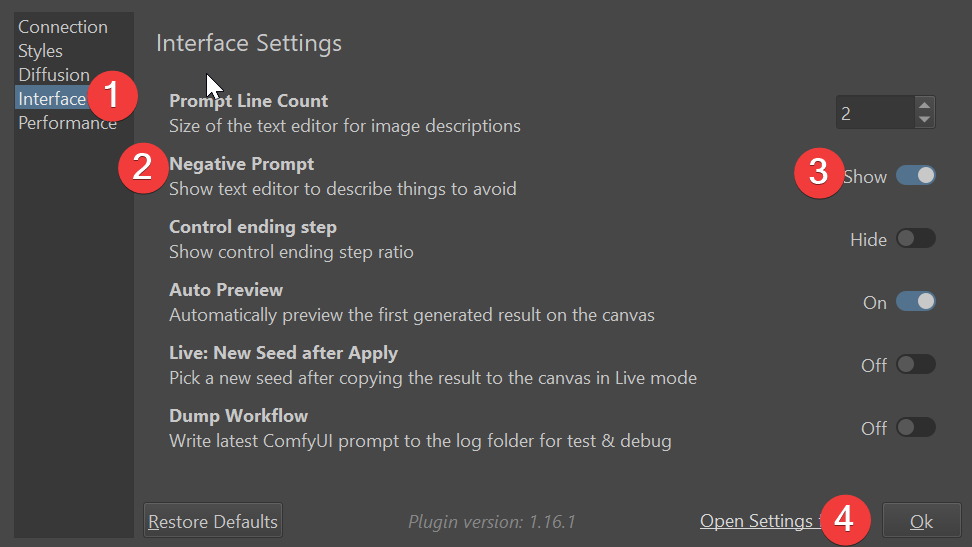 Connection
Styles
Diffusion
Interface
Performance
1
Interface Settings
Prompt Line Count
Size of the text editor for image descriptions
2
2
Negative Prompt
Show text editor to describe things to avoid
3
Show
Control ending step
Show control ending step ratio
Hide
Auto Preview
Automatically preview the first generated result on the canvas
On
Live: New Seed after Apply
Pick a new seed after copying the result to the canvas in Live mode
Off
Dump Workflow
Write latest ComfyUI prompt to the log folder for test & debug
Off
Restore Defaults
Plugin version: 1.16.1
Open Settings
4
Ok